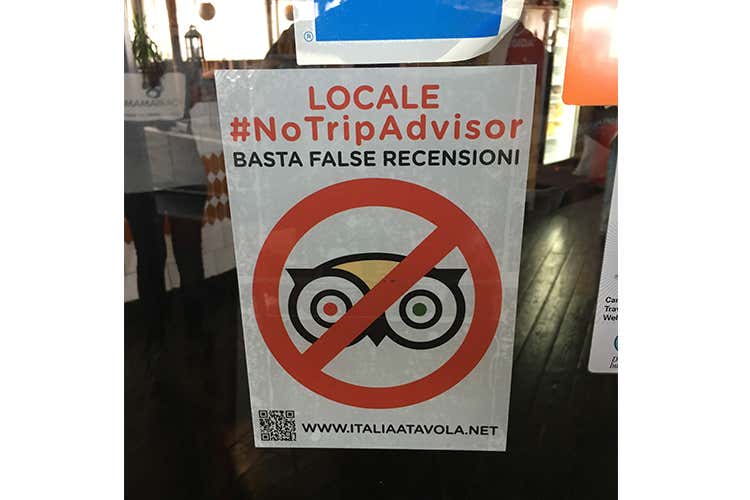 LOCALE
#NoTripAdvisor
BASTA FALSE RECENSIONI
WWW.ITALIAATAVOLA.NET